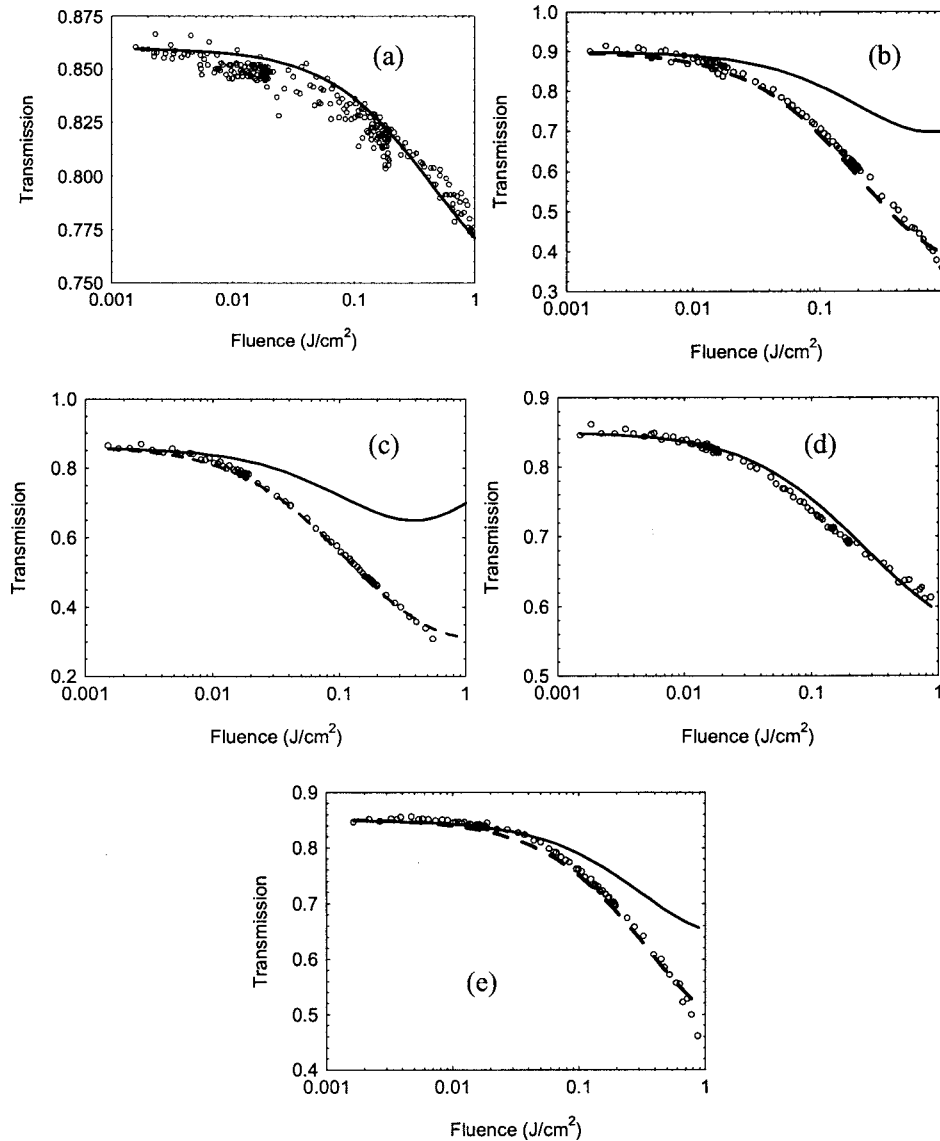 0.875
0.850
0.825
0.800
0.775
0.750
Transmission
(a)
0.001 0.01 0.1 1
Fluence (J/cm²)
1.0
0.9
0.8
0.7
0.6
0.5
0.4
0.3
Transmission
(b)
0.001 0.01 0.1
Fluence (J/cm²)
1.0
0.8
0.6
0.4
0.2
Transmission
(c)
0.001 0.01 0.1 1
Fluence (J/cm²)
0.9
0.8
0.7
0.6
0.5
Transmission
(d)
0.001 0.01 0.1 1
Fluence (J/cm²)
0.9
0.8
0.7
0.6
0.5
0.4
Transmission
(e)
0.001 0.01 0.1 1
Fluence (J/cm²)